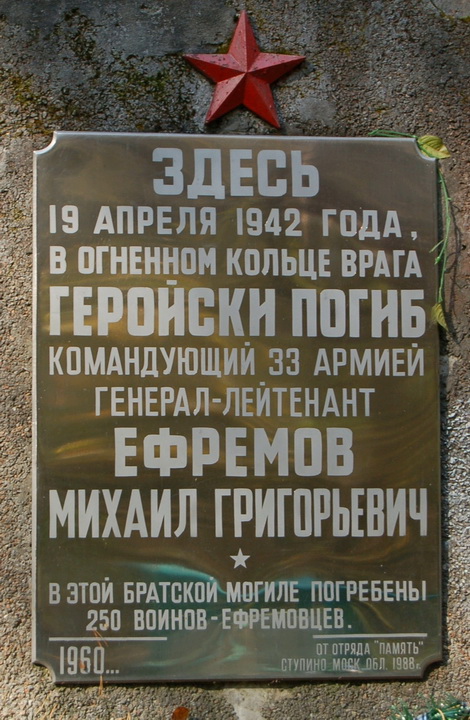 ЗДЕСЬ
19 АПРЕЛЯ 1942 ГОДА,
В ОГНЕННОМ КОЛЬЦЕ ВРАГА
ГЕРОЙСКИ ПОГИБ
КОМАНДУЮЩИЙ 33 АРМИЕЙ
ГЕНЕРАЛ-ЛЕЙТЕНАНТ
ЕФРЕМОВ
МИХАИЛ ГРИГОРЬЕВИЧ
В ЭТОЙ БРАТСКОЙ МОГИЛЕ ПОГРЕБЕНЫ
250 ВОИНОВ-ЕФРЕМОВЦЕВ.
1960...
ОТ ОТРЯДА "ПАМЯТЬ"
СТУПИНО МОСК. ОБЛ. 1988г.